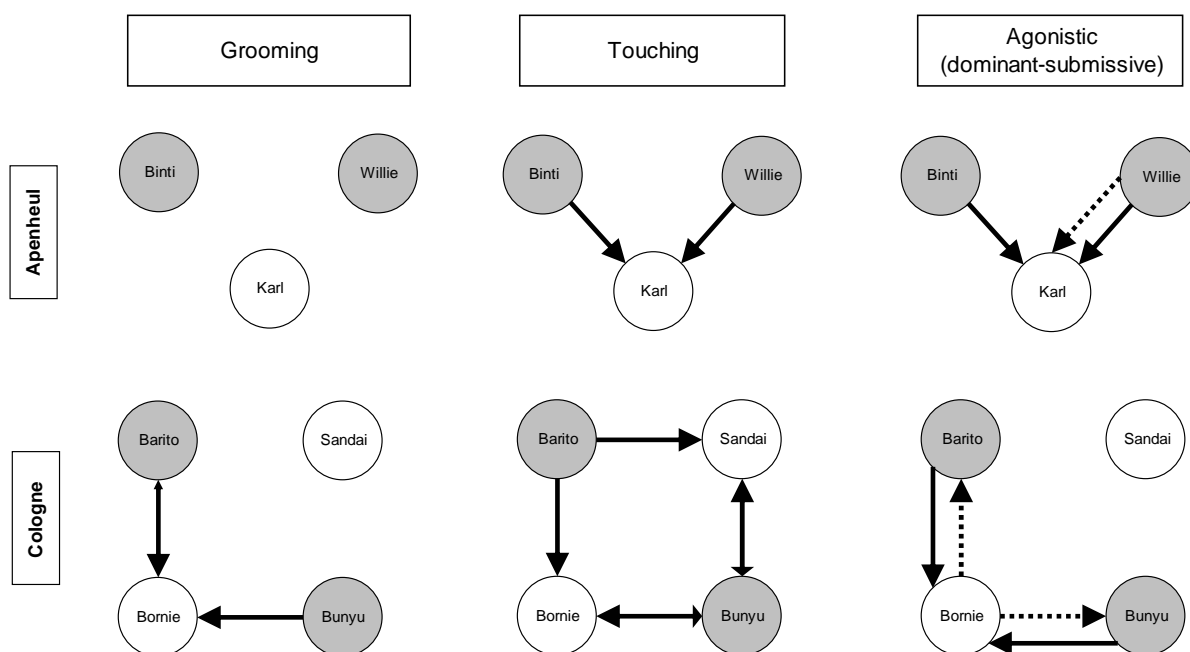 Grooming
Touching
Agonistic
(dominant-submissive)
Apenheul
Binti
Willie
Karl
Binti
Willie
Karl
Binti
Willie
Karl
Cologne
Barito
Sandai
Bornie
Bunyu
Barito
Sandai
Bornie
Bunyu
Barito
Sandai
Bornie
Bunyu